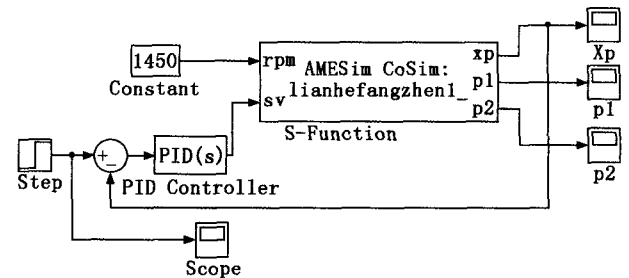 1450
Constant
rpm
sv
AMESim CoSim:
lianhefangzhen1_
xp
p1
p2
S-Function
Xp
p1
p2
Step
+
-
PID(s)
PID Controller
Scope